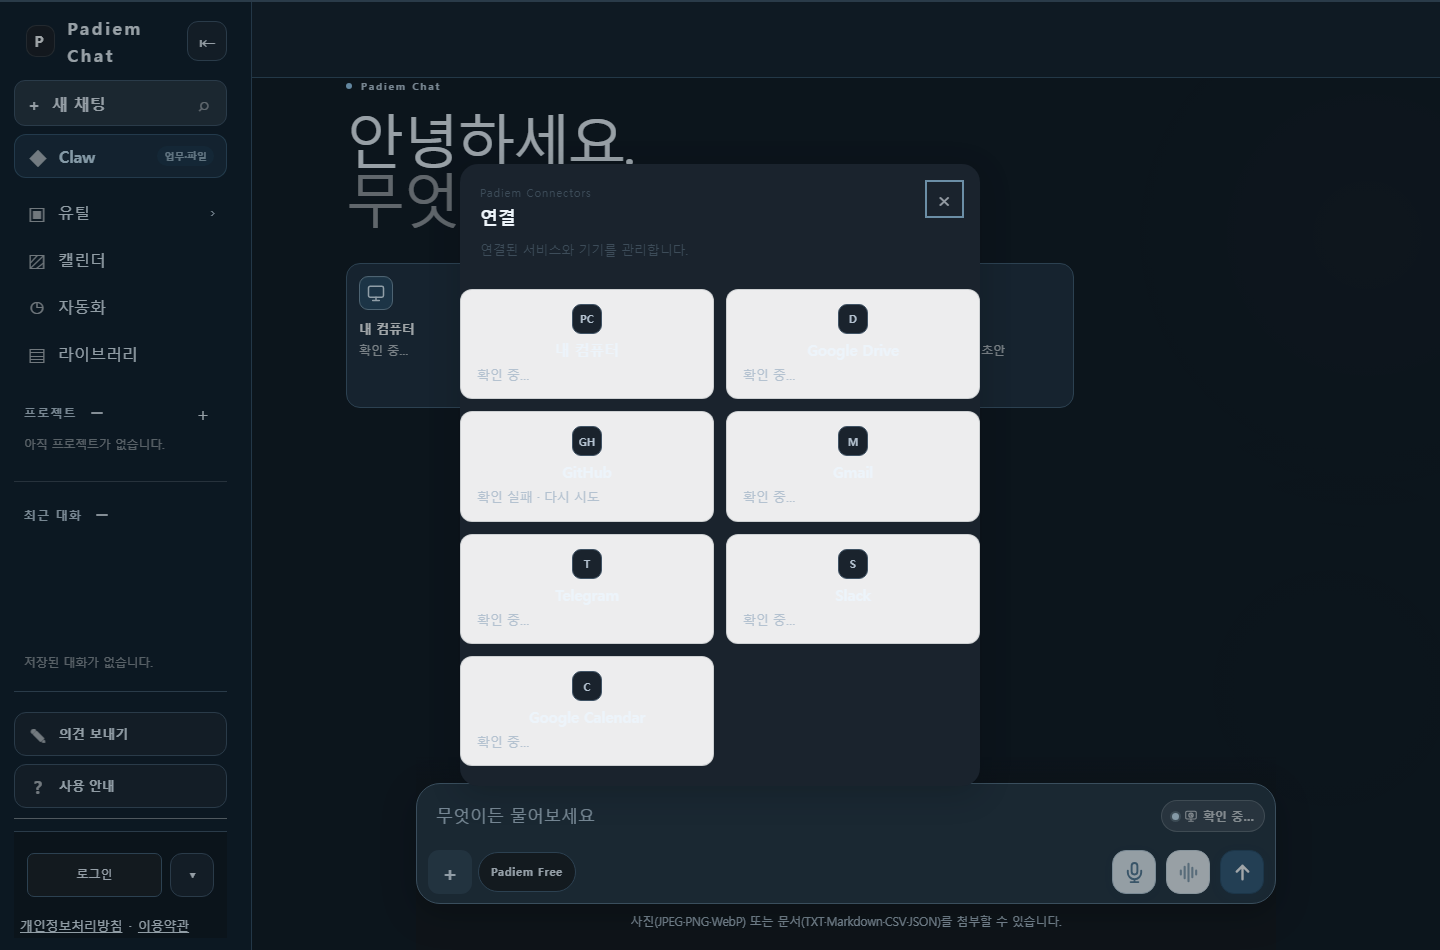 P
Padiem
Chat
+ 새 채팅
Claw 업무·파일
유틸
캘린더
자동화
라이브러리
프로젝트
아직 프로젝트가 없습니다.
최근 대화
저장된 대화가 없습니다.
의견 보내기
? 사용 안내
로그인
개인정보처리방침 · 이용약관
Padiem Chat
안녕하세요.
무엇
내 컴퓨터
확인 중...
초안
Padiem Connectors
연결
연결된 서비스와 기기를 관리합니다.
PC
내 컴퓨터
확인 중...
D
Google Drive
확인 중...
GH
GitHub
확인 실패 · 다시 시도
M
Gmail
확인 중...
T
Telegram
확인 중...
S
Slack
확인 중...
C
Google Calendar
확인 중...
무엇이든 물어보세요
확인 중...
+ Padiem Free
사진(JPEG·PNG·WebP) 또는 문서(TXT·Markdown·CSV·JSON)를 첨부할 수 있습니다.